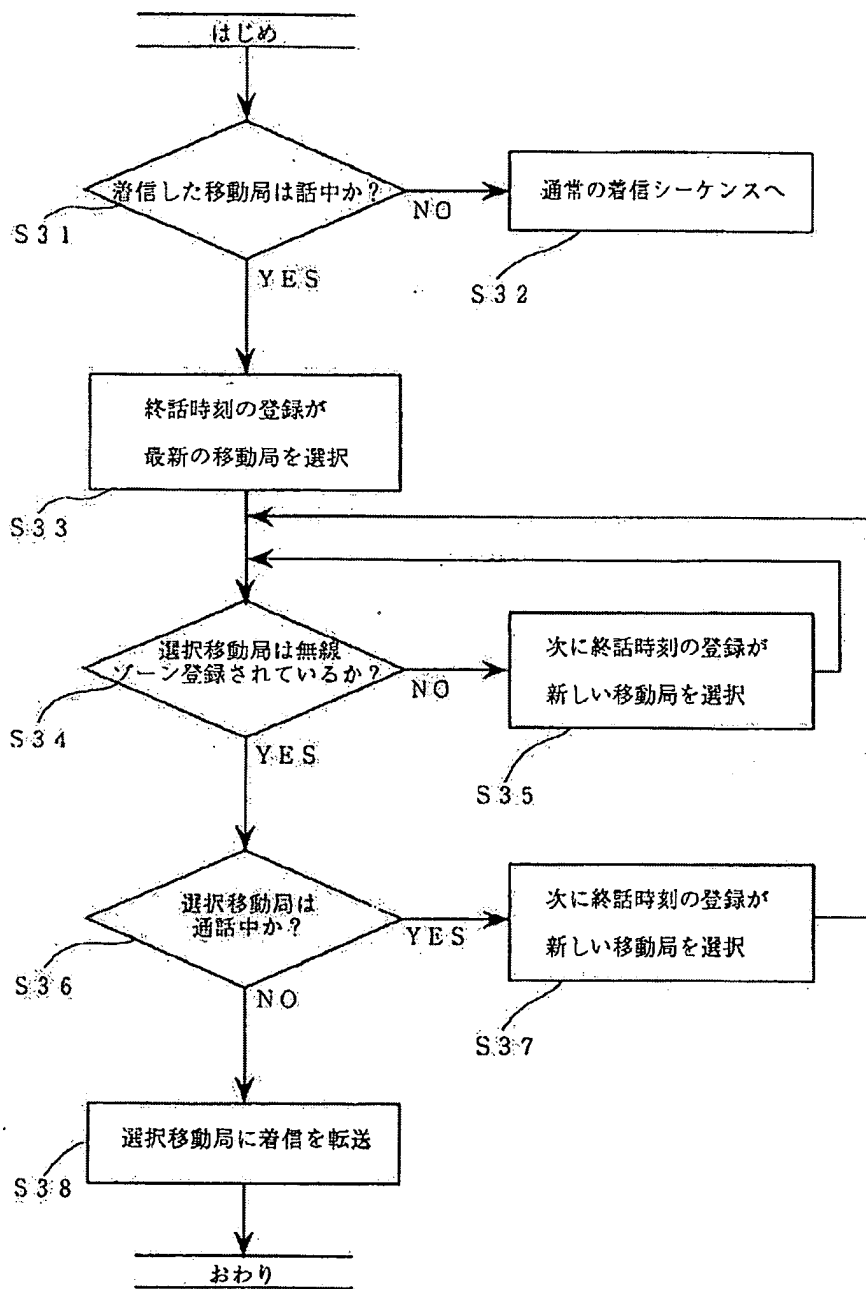 はじめ
着信した移動局は話中か?
NO
通常の着信シーケンスへ
S31
S32
YES
終話時刻の登録が
最新の移動局を選択
S33
選択移動局は無線
ゾーン登録されているか?
NO
次に終話時刻の登録が
新しい移動局を選択
S34
YES
S35
選択移動局は
通話中か?
YES
次に終話時刻の登録が
新しい移動局を選択
S36
NO
S37
選択移動局に着信を転送
S38
おわり